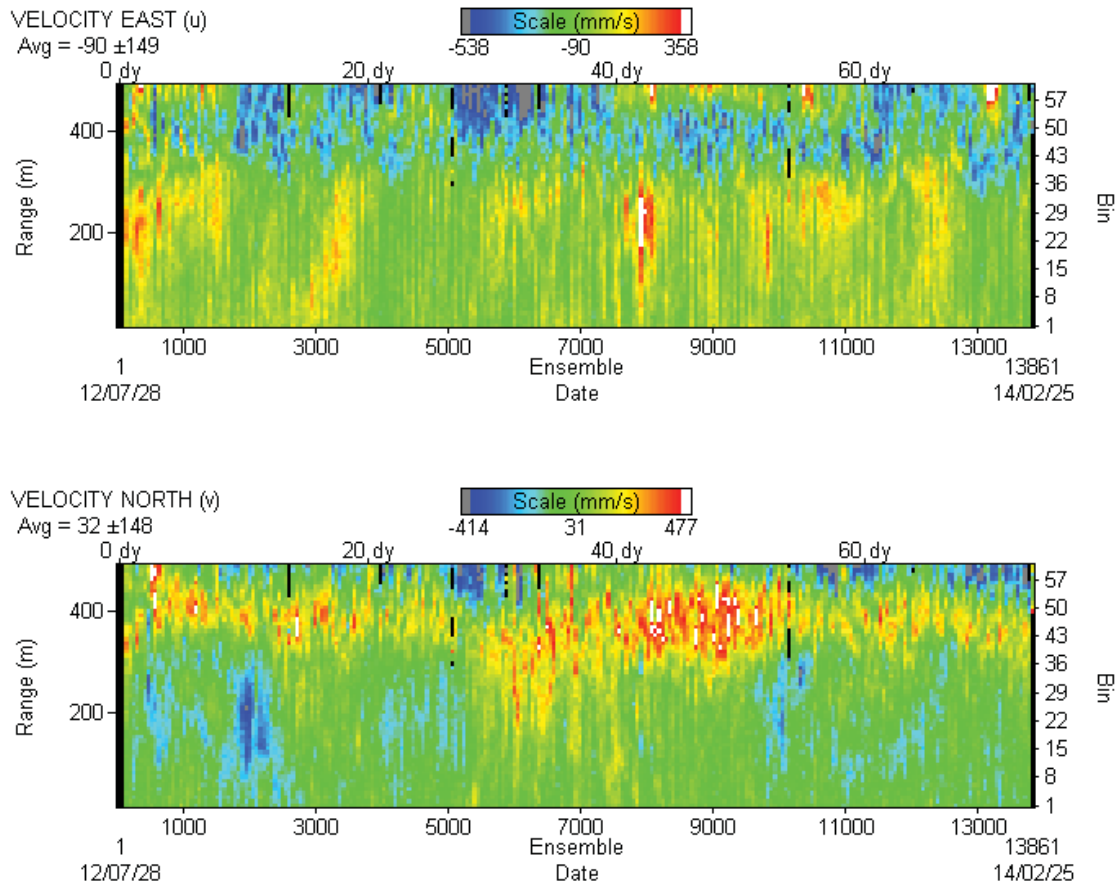 VELOCITY EAST (u)
Avg = -90 ±149
Scale (mm/s)
-538 -90 358
0 dy 20 dy 40 dy 60 dy
Range (m)
400
200
57
50
43
36
29
22
15
8
1
Bin
1000 3000 5000 7000 9000 11000 13000
1 Ensemble 13861
12/07/28 Date 14/02/25
VELOCITY NORTH (v)
Avg = 32 ±148
Scale (mm/s)
-414 31 477
0 dy 20 dy 40 dy 60 dy
Range (m)
400
200
57
50
43
36
29
22
15
8
1
Bin
1000 3000 5000 7000 9000 11000 13000
1 Ensemble 13861
12/07/28 Date 14/02/25